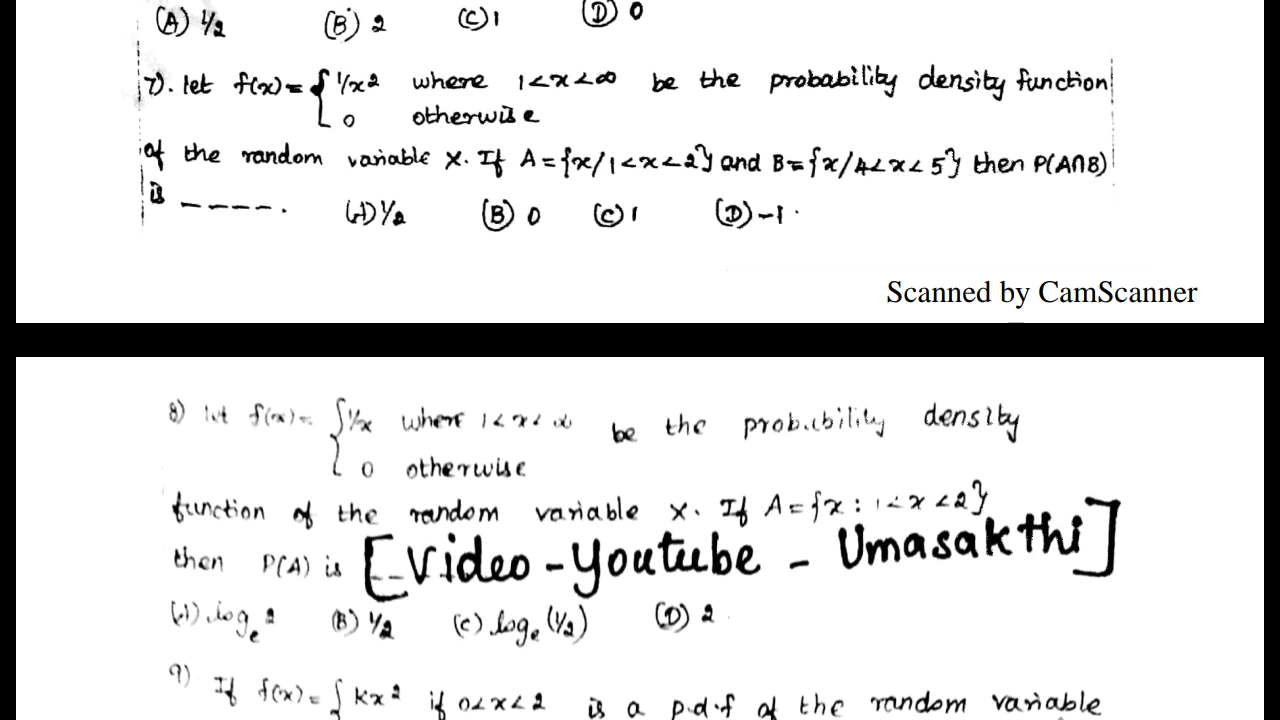 (A) 1/2 (B) 2 (C) 1 (D) 0
7). let f(x) = { 1/x2 where 1<x<∞ be the probability density function
0 otherwise
of the random variable X. If A = {x/1<x<2} and B = {x/4<x<5} then P(A∩B)
is ----. (A) 1/2 (B) 0 (C) 1 (D) -1.
Scanned by CamScanner
8) let f(x) = { 1/x where 1<x<∞ be the probability density
0 otherwise
function of the random variable X. If A = {x : 1<x<2}
then P(A) is [--Video - Youtube - Umasakthi]
(A) log e 2 (B) 1/2 (C) log e (1/2) (D) 2.
9) If f(x) = { kx2 if 0<x<2 is a p.d.f of the random variable